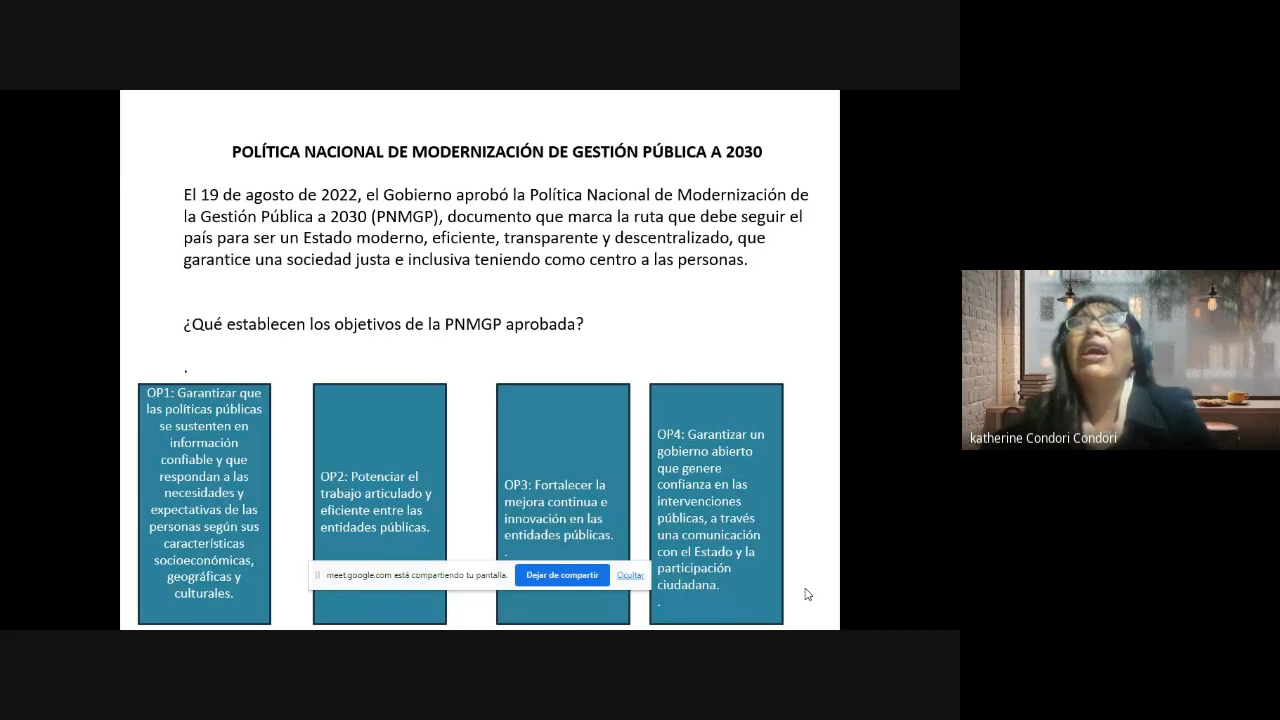 POLÍTICA NACIONAL DE MODERNIZACIÓN DE GESTIÓN PÚBLICA A 2030
El 19 de agosto de 2022, el Gobierno aprobó la Política Nacional de Modernización de
la Gestión Pública a 2030 (PNMGP), documento que marca la ruta que debe seguir el
país para ser un Estado moderno, eficiente, transparente y descentralizado, que
garantice una sociedad justa e inclusiva teniendo como centro a las personas.
¿Qué establecen los objetivos de la PNMGP aprobada?
.
OP1: Garantizar que
las políticas públicas
se sustenten en
información
confiable y que
respondan a las
necesidades y
expectativas de las
personas según sus
características
socioeconómicas,
geográficas y
culturales.
OP2: Potenciar el
trabajo articulado y
eficiente entre las
entidades públicas.
OP3: Fortalecer la
mejora continua e
innovación en las
entidades públicas.
.
OP4: Garantizar un
gobierno abierto
que genere
confianza en las
intervenciones
públicas, a través
una comunicación
con el Estado y la
participación
ciudadana.
.
meet.google.com está compartiendo tu pantalla.
Dejar de compartir
Ocultar
katherine Condori Condori